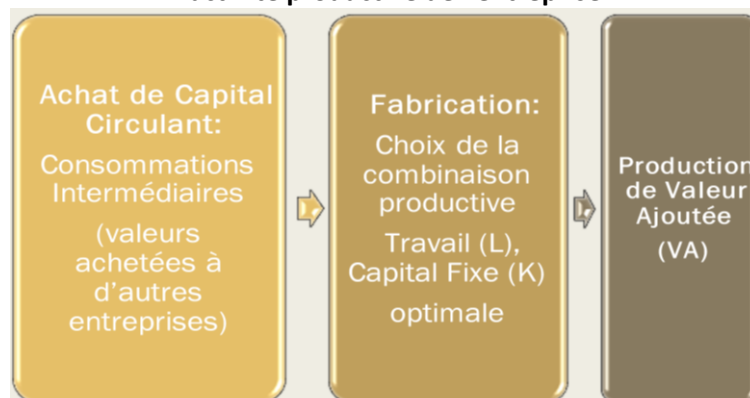 Achat de Capital
Circulant:
Consommations
Intermédiaires
(valeurs
achetées à
d'autres
entreprises)
Fabrication:
Choix de la
combinaison
productive
Travail (L),
Capital Fixe (K)
optimale
Production
de Valeur
Ajoutée
(VA)